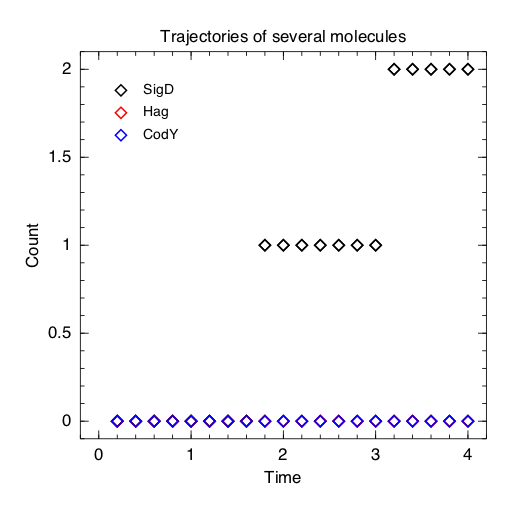 Trajectories of several molecules
2
SigD
Hag
CodY
1.5
Count
1
0.5
0
0 1 2 3 4
Time